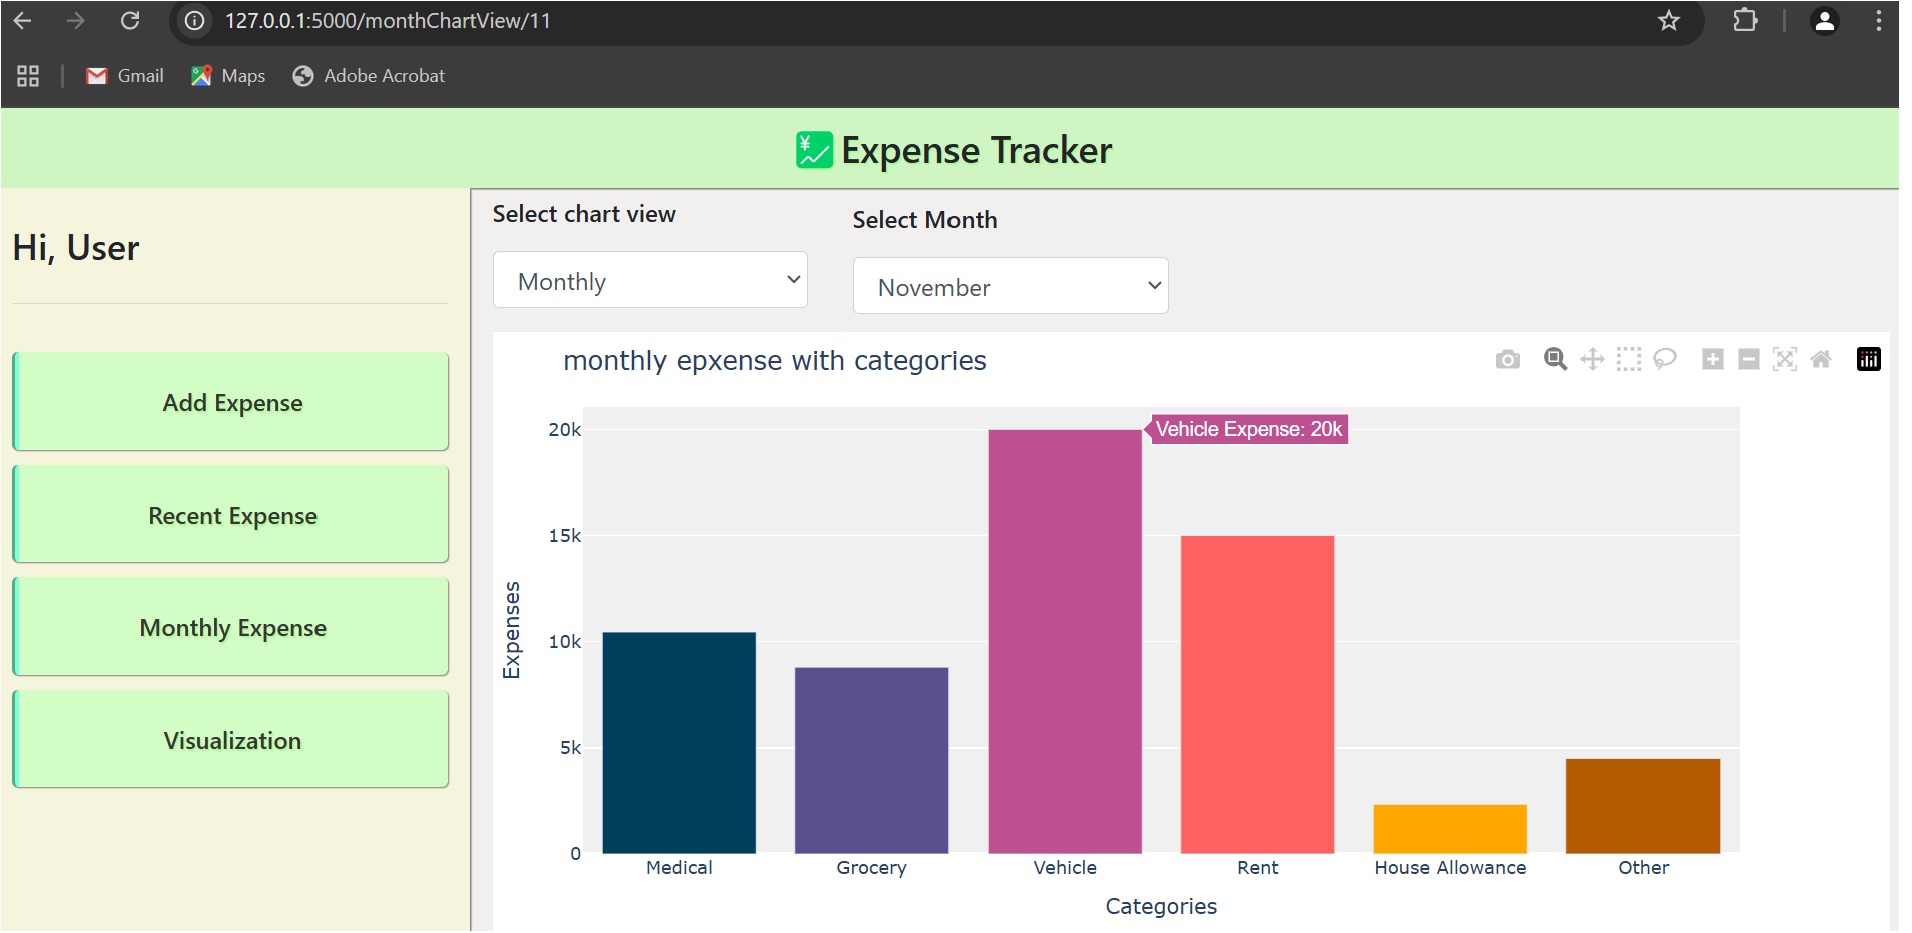 127.0.0.1:5000/monthChartView/11
Gmail Maps Adobe Acrobat
¥ Expense Tracker
Hi, User
Add Expense
Recent Expense
Monthly Expense
Visualization
Select chart view
Monthly
Select Month
November
monthly epxense with categories
Vehicle Expense: 20k
Expenses
20k
15k
10k
5k
0
Medical Grocery Vehicle Rent House Allowance Other
Categories